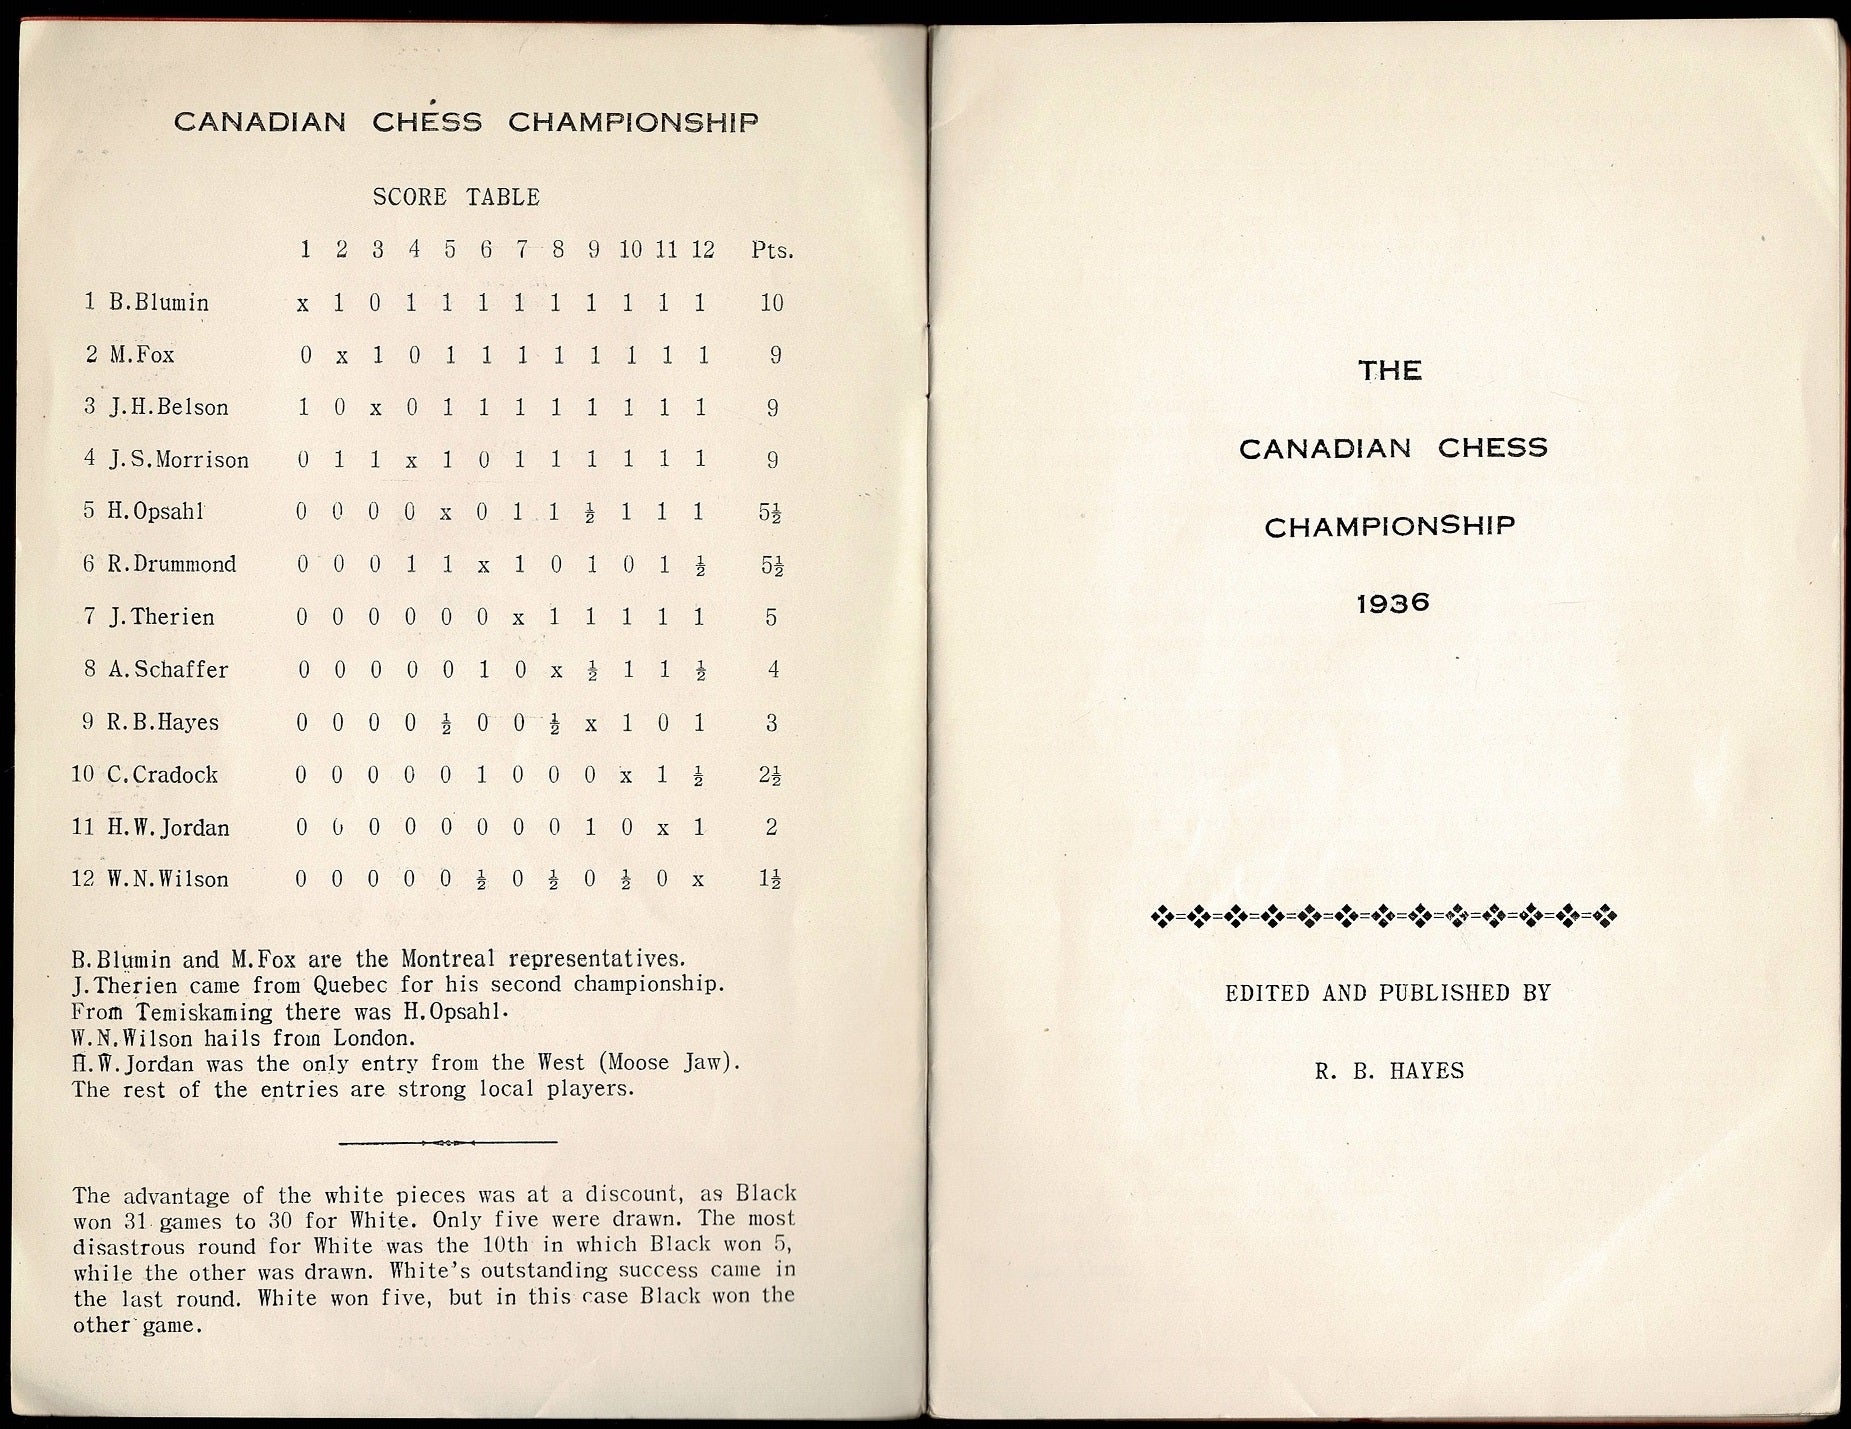 CANADIAN CHESS CHAMPIONSHIP
SCORE TABLE
1 2 3 4 5 6 7 8 9 10 11 12 Pts.
1 B.Blumin x 1 0 1 1 1 1 1 1 1 1 1 10
2 M.Fox 0 x 1 0 1 1 1 1 1 1 1 1 9
3 J.H.Belson 1 0 x 0 1 1 1 1 1 1 1 1 9
4 J.S.Morrison 0 1 1 x 1 0 1 1 1 1 1 1 9
5 H.Opsahl 0 0 0 0 x 0 1 1 ½ 1 1 1 5½
6 R.Drummond 0 0 0 1 1 x 1 0 1 0 1 ½ 5½
7 J.Therien 0 0 0 0 0 0 x 1 1 1 1 1 5
8 A.Schaffer 0 0 0 0 0 1 0 x ½ 1 1 ½ 4
9 R.B.Hayes 0 0 0 0 ½ 0 0 ½ x 1 0 1 3
10 C.Cradock 0 0 0 0 0 1 0 0 0 x 1 ½ 2½
11 H.W.Jordan 0 0 0 0 0 0 0 0 1 0 x 1 2
12 W.N.Wilson 0 0 0 0 0 ½ 0 ½ 0 ½ 0 x 1½
B.Blumin and M.Fox are the Montreal representatives.
J.Therien came from Quebec for his second championship.
From Temiskaming there was H.Opsahl.
W.N.Wilson hails from London.
H.W.Jordan was the only entry from the West (Moose Jaw).
The rest of the entries are strong local players.
The advantage of the white pieces was at a discount, as Black
won 31 games to 30 for White. Only five were drawn. The most
disastrous round for White was the 10th in which Black won 5,
while the other was drawn. White's outstanding success came in
the last round. White won five, but in this case Black won the
other game.
THE
CANADIAN CHESS
CHAMPIONSHIP
1936
EDITED AND PUBLISHED BY
R. B. HAYES